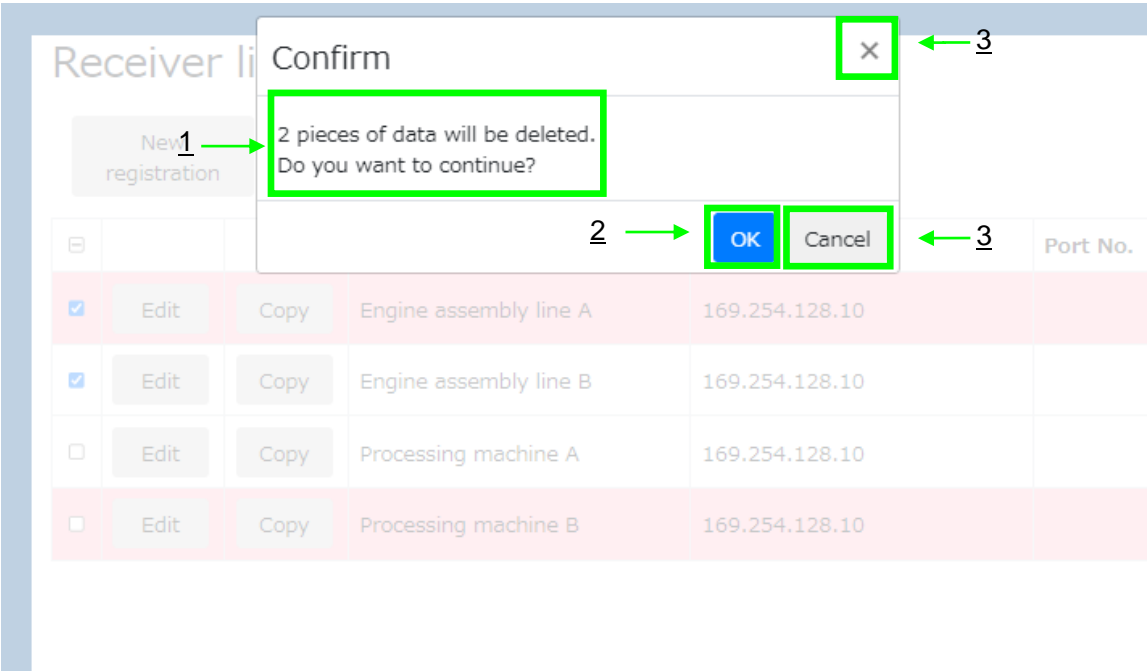 Receiver li
Confirm
×
3
New
registration
1
2 pieces of data will be deleted.
Do you want to continue?
2
OK
Cancel
3
Port No.
Edit Copy Engine assembly line A 169.254.128.10
Edit Copy Engine assembly line B 169.254.128.10
Edit Copy Processing machine A 169.254.128.10
Edit Copy Processing machine B 169.254.128.10